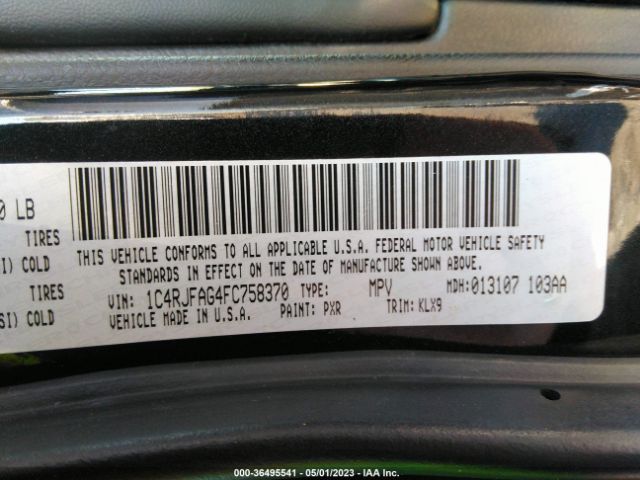 0 LB
TIRES
I) COLD
TIRES
SI) COLD
THIS VEHICLE CONFORMS TO ALL APPLICABLE U.S.A. FEDERAL MOTOR VEHICLE SAFETY
STANDARDS IN EFFECT ON THE DATE OF MANUFACTURE SHOWN ABOVE.
VIN: 1C4RJFAG4FC758370 TYPE: MPV MDH:013107 103AA
VEHICLE MADE IN U.S.A. PAINT: PXR TRIM: KLX9
000-36495541 - 05/01/2023 - IAA Inc.